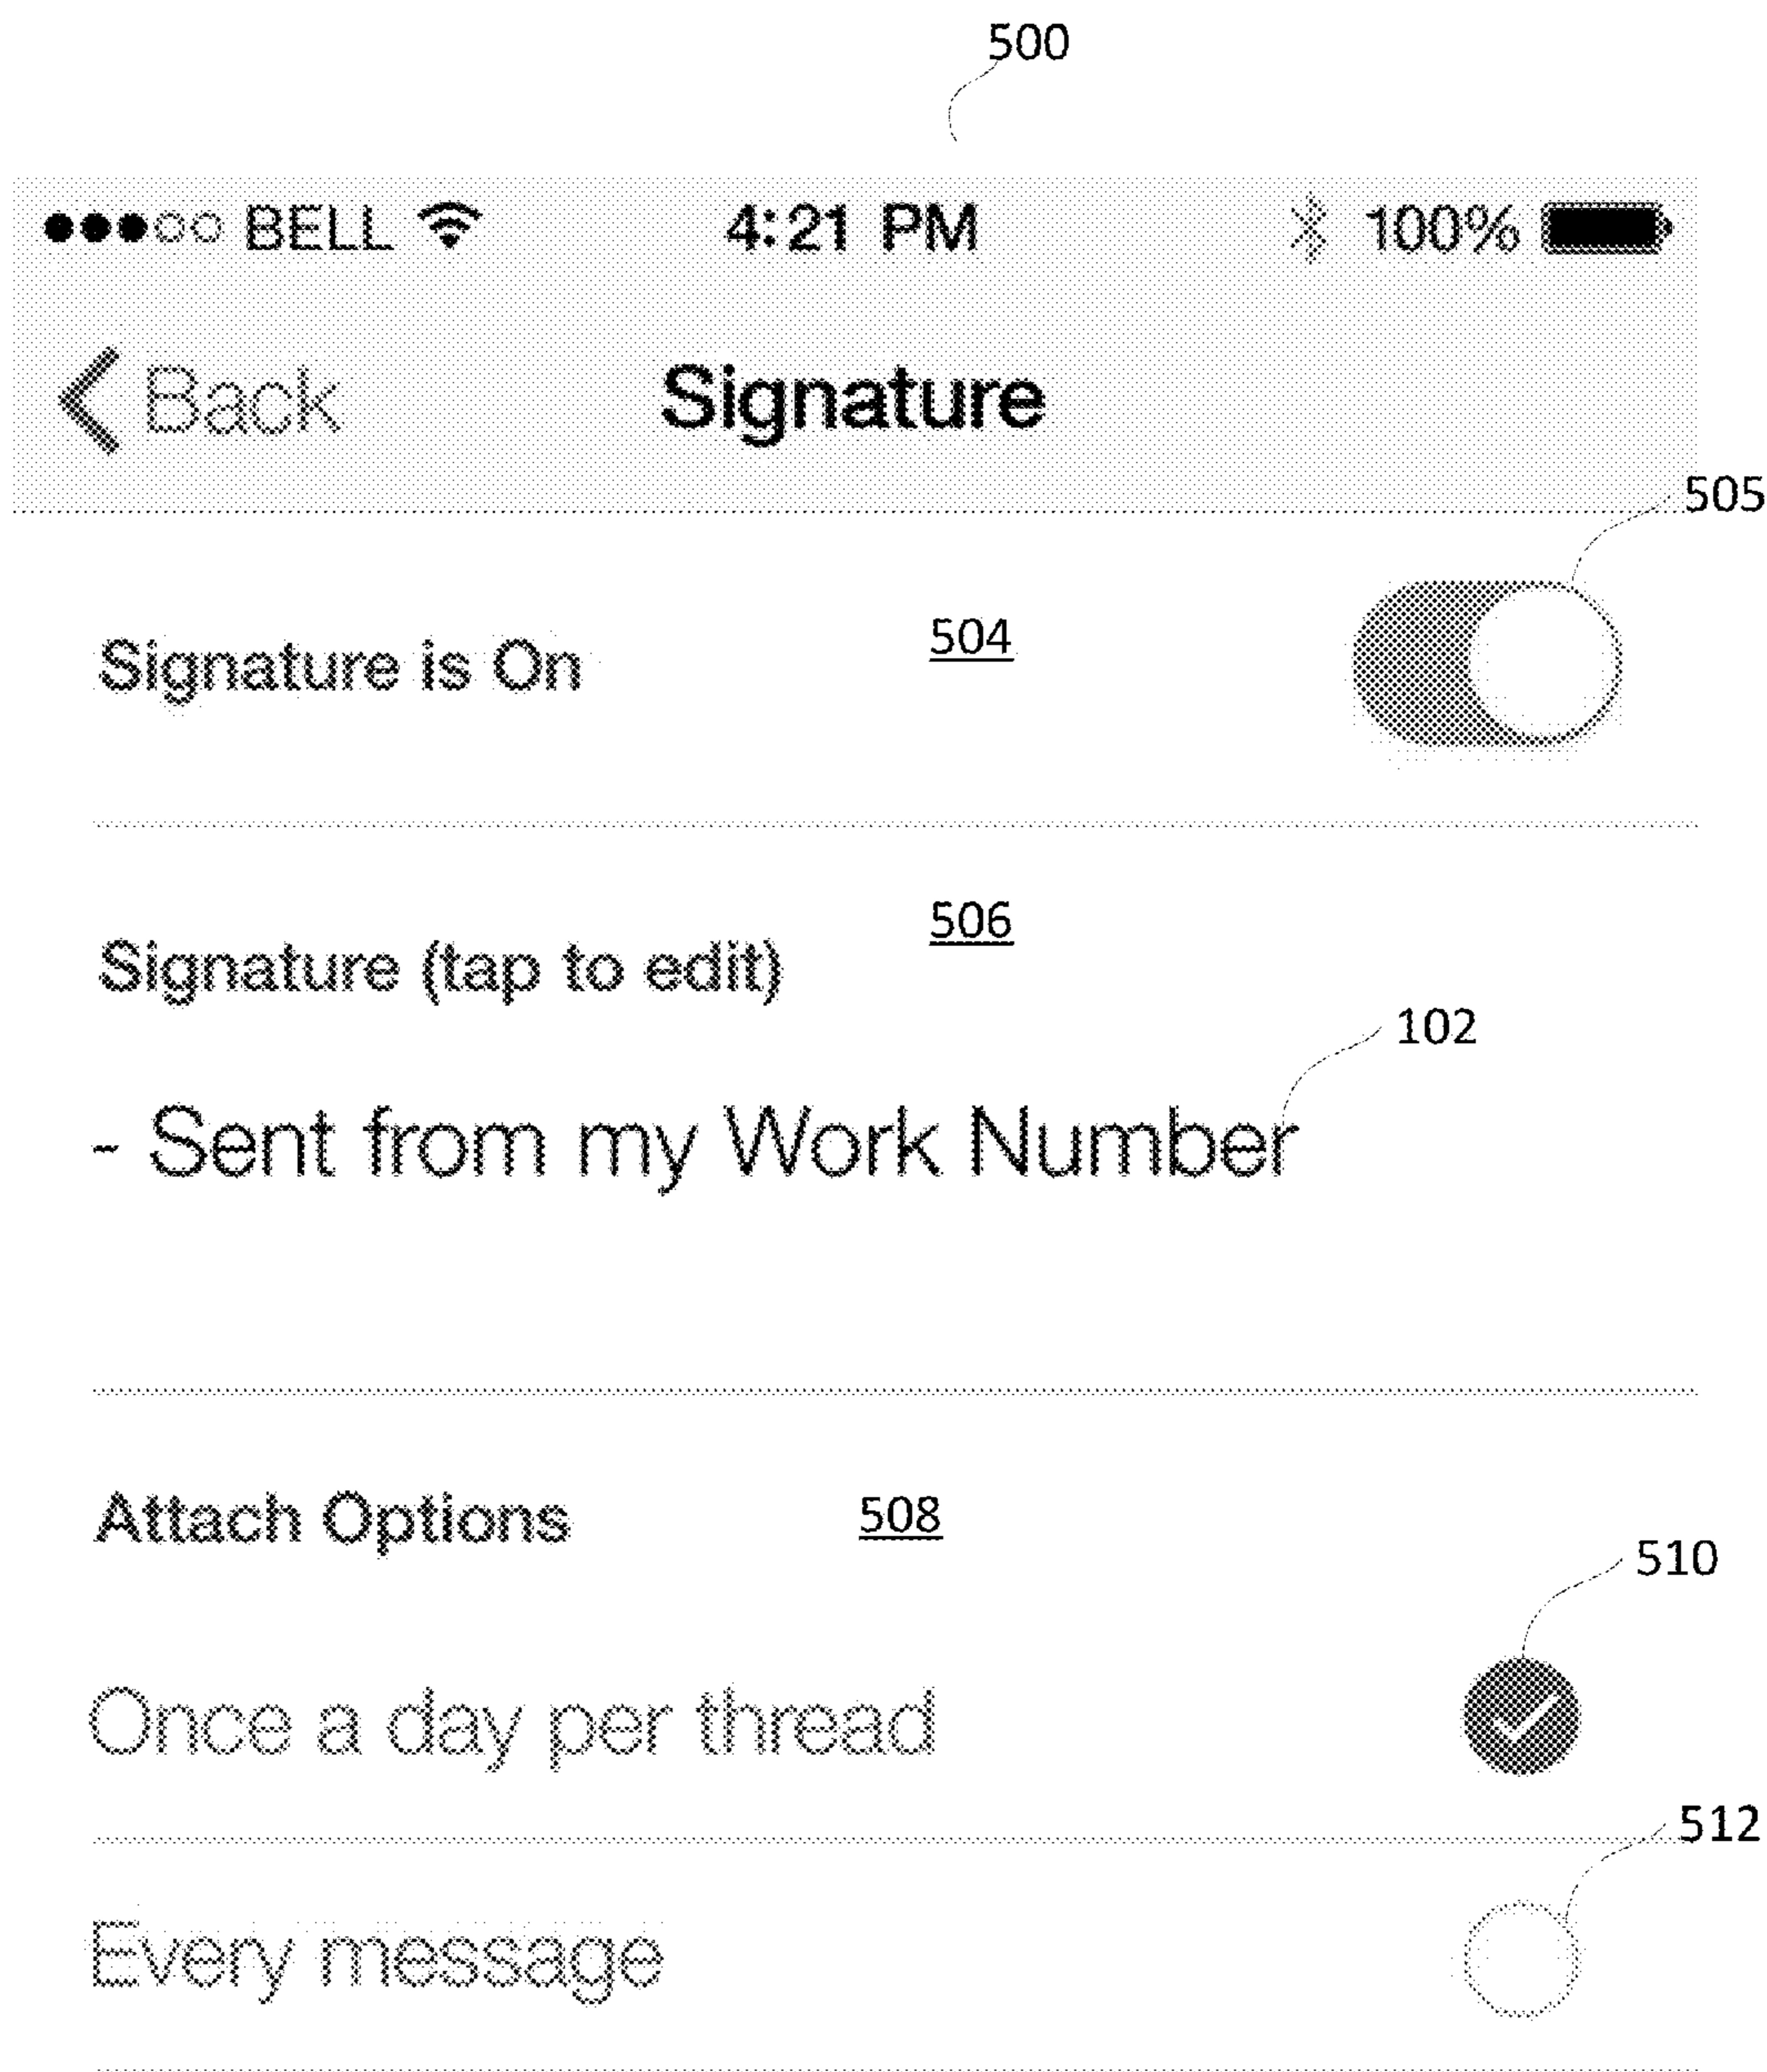 500
BELL 4:21 PM 100%
Back Signature
505
Signature is On 504
506
Signature (tap to edit)
102
- Sent from my Work Number
Attach Options 508
510
Once a day per thread
512
Every message